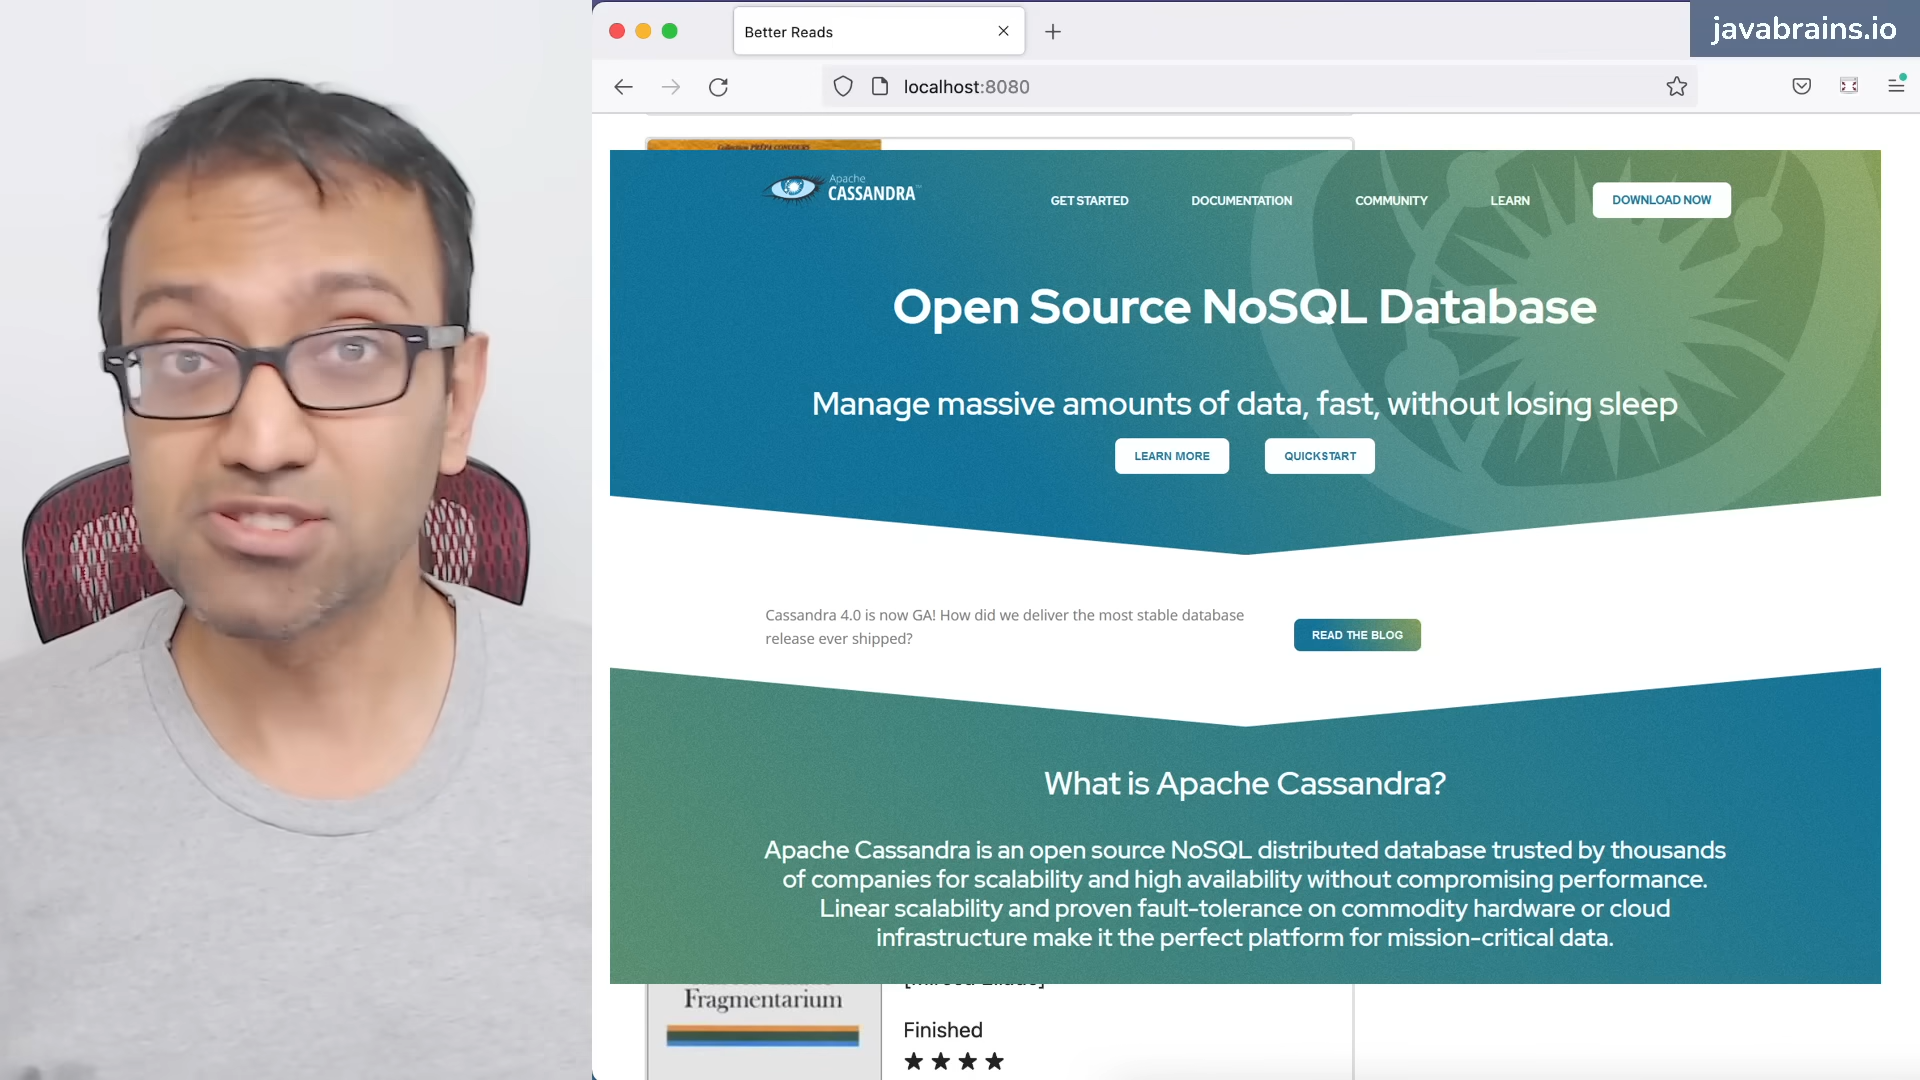 javabrains.io
Better Reads
localhost:8080
Collection PRÉPA CONCOURS
Apache
CASSANDRA
GET STARTED
DOCUMENTATION
COMMUNITY
LEARN
DOWNLOAD NOW
Open Source NoSQL Database
Manage massive amounts of data, fast, without losing sleep
LEARN MORE
QUICKSTART
Cassandra 4.0 is now GA! How did we deliver the most stable database
release ever shipped?
READ THE BLOG
What is Apache Cassandra?
Apache Cassandra is an open source NoSQL distributed database trusted by thousands
of companies for scalability and high availability without compromising performance.
Linear scalability and proven fault-tolerance on commodity hardware or cloud
infrastructure make it the perfect platform for mission-critical data.
Fragmentarium
Finished